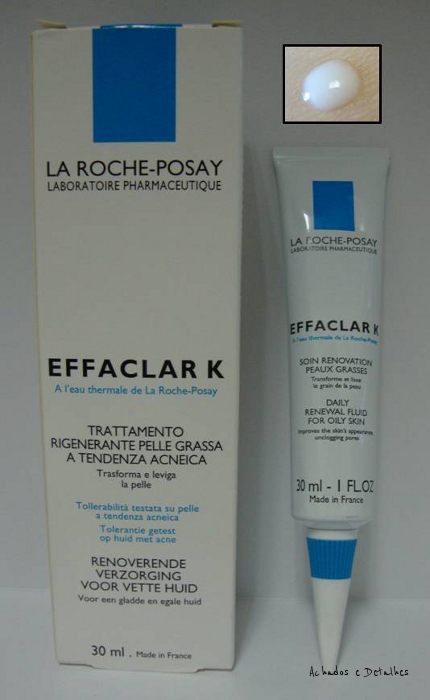 LA ROCHE-POSAY
LABORATOIRE PHARMACEUTIQUE
EFFACLAR K
A l'eau thermale de La Roche-Posay
TRATTAMENTO
RIGENERANTE PELLE GRASSA
A TENDENZA ACNEICA
Trasforma e leviga
la pelle
Tollerabilità testata su pelle
a tendenza acneica
Tolerantie getest
op huid met acne
RENOVERENDE
VERZORGING
VOOR VETTE HUID
Voor een gladde en egale huid
30 ml . Made in France
LA ROCHE-POSAY
LABORATOIRE PHARMACEUTIQUE
EFFACLAR K
A l'eau thermale de La Roche-Posay
SOIN RENOVATION
PEAUX GRASSES
Transforme et lisse
le grain de la peau
DAILY
RENEWAL FLUID
FOR OILY SKIN
Improves the skin's appearance
unclogging pores
30 ml - 1 FL.OZ
Made in France
Achados e Detalhes